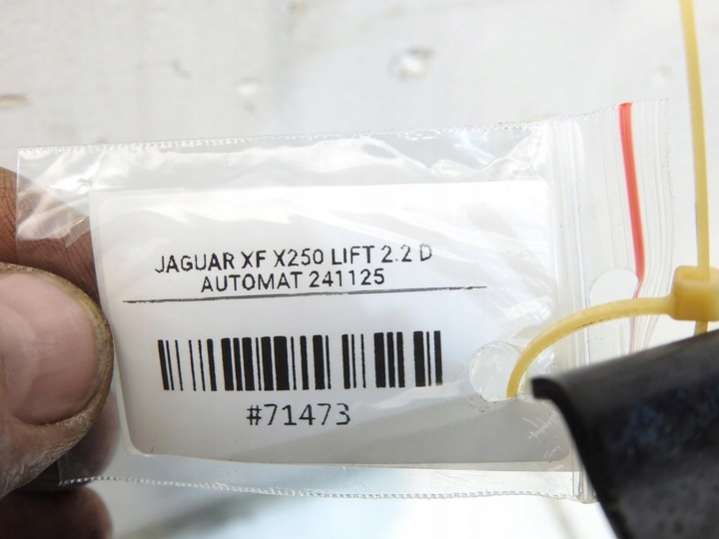 JAGUAR XF X250 LIFT 2.2 D
AUTOMAT 241125
#71473